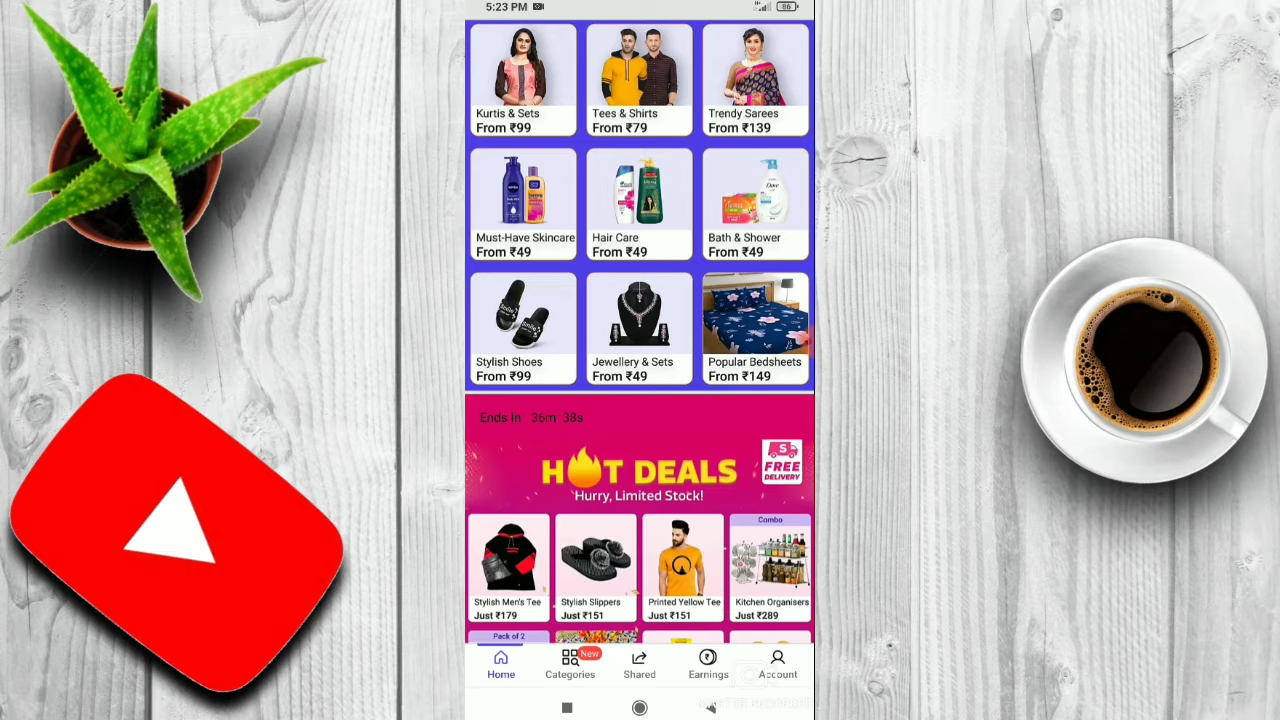 5:23 PM
86
Kurtis & Sets
From ₹99
Tees & Shirts
From ₹79
Trendy Sarees
From ₹139
Must-Have Skincare
From ₹49
Hair Care
From ₹49
Dove
Bath & Shower
From ₹49
Stylish Shoes
From ₹99
Jewellery & Sets
From ₹49
Popular Bedsheets
From ₹149
Ends In 36m 38s
HOT DEALS
Hurry, Limited Stock!
FREE
DELIVERY
Stylish Men's Tee
Just ₹179
Stylish Slippers
Just ₹151
Printed Yellow Tee
Just ₹151
Combo
Kitchen Organisers
Just ₹289
Pack of 2
Home
New
Categories
Shared
Earnings
Account